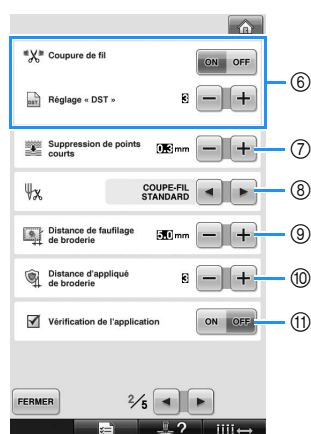 Coupure de fil
ON OFF
DST
Réglage « DST »
3
⑥
Suppression de points
courts
0.3 mm
⑦
COUPE-FIL
STANDARD
⑧
Distance de faufilage
de broderie
5.0 mm
⑨
Distance d'appliqué
de broderie
3
⑩
Vérification de l'application
ON OFF
⑪
FERMER
2/5
?